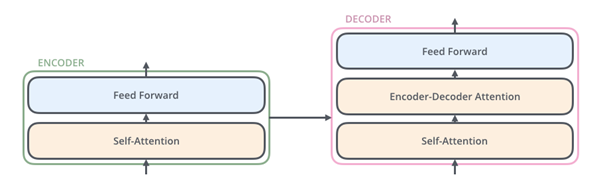 ENCODER
Feed Forward
Self-Attention
DECODER
Feed Forward
Encoder-Decoder Attention
Self-Attention